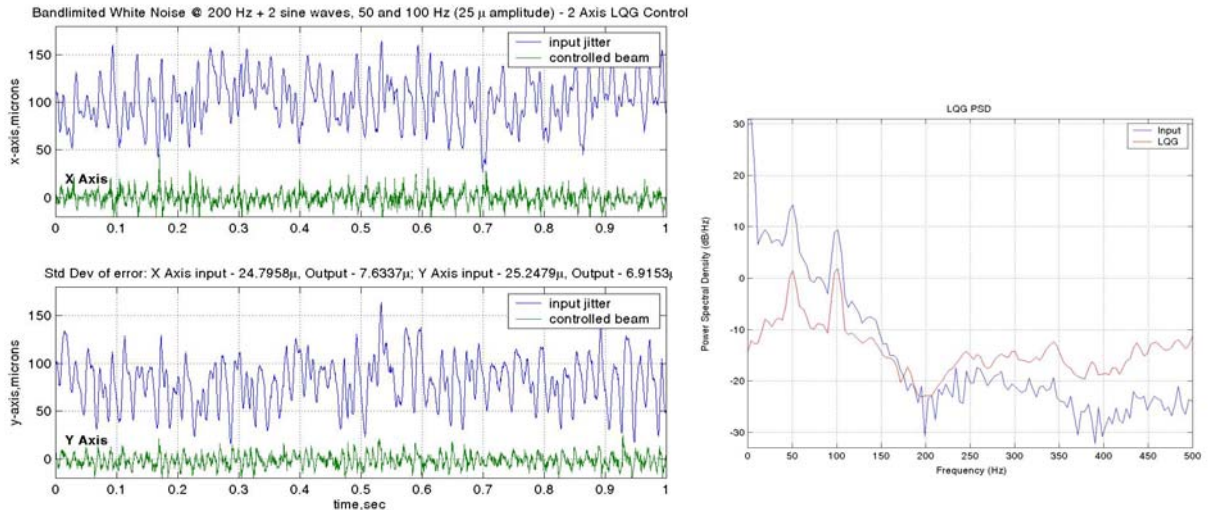 Bandlimited White Noise @ 200 Hz + 2 sine waves, 50 and 100 Hz (25 μ amplitude) - 2 Axis LQG Control
150
100
50
0
x-axis,microns
input jitter
controlled beam
X Axis
0 0.1 0.2 0.3 0.4 0.5 0.6 0.7 0.8 0.9 1
Std Dev of error: X Axis input - 24.7958μ, Output - 7.6337μ; Y Axis input - 25.2479μ, Output - 6.9153μ
150
100
50
0
y-axis,microns
input jitter
controlled beam
Y Axis
0 0.1 0.2 0.3 0.4 0.5 0.6 0.7 0.8 0.9 1
time,sec
LQG PSD
30
20
10
0
-10
-20
-30
Power Spectral Density (dB/Hz)
Input
LQG
0 50 100 150 200 250 300 350 400 450 500
Frequency (Hz)